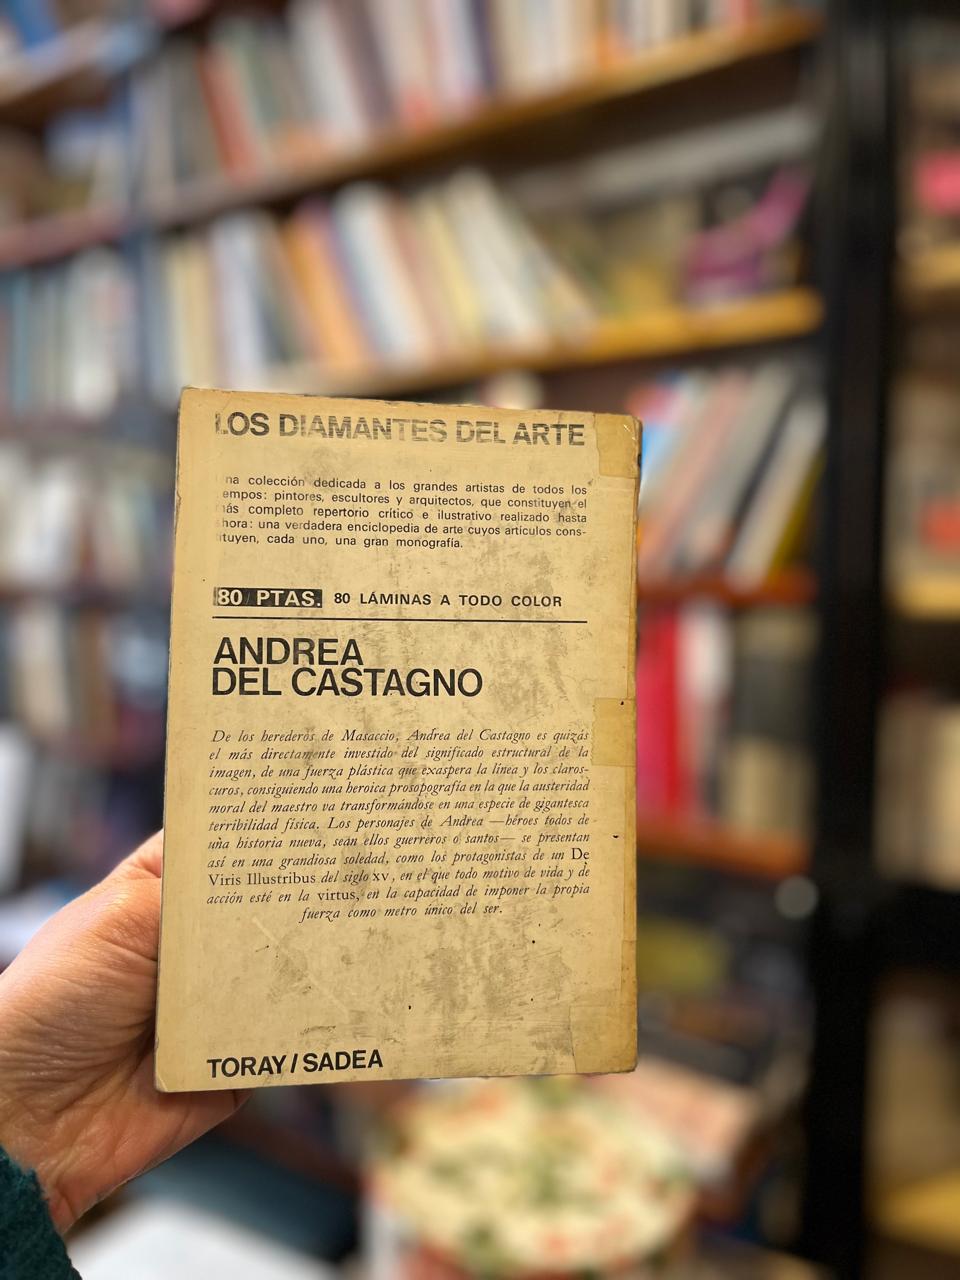 LOS DIAMANTES DEL ARTE
na colección dedicada a los grandes artistas de todos los
empos: pintores, escultores y arquitectos, que constituyen el
ás completo repertorio crítico e ilustrativo realizado hasta
hora: una verdadera enciclopedia de arte cuyos artículos cons-
tituyen, cada uno, una gran monografía.
80 PTAS. 80 LÁMINAS A TODO COLOR
ANDREA
DEL CASTAGNO
De los herederos de Masaccio, Andrea del Castagno es quizás
el más directamente investido del significado estructural de la
imagen, de una fuerza plástica que exaspera la línea y los claros-
curos, consiguiendo una heroica prosopografía en la que la austeridad
moral del maestro va transformándose en una especie de gigantesca
terribilidad física. Los personajes de Andrea —héroes todos de
una historia nueva, sean ellos guerreros o santos— se presentan
así en una grandiosa soledad, como los protagonistas de un De
Viris Illustribus del siglo XV, en el que todo motivo de vida y de
acción esté en la virtus, en la capacidad de imponer la propia
fuerza como metro único del ser.
TORAY/SADEA